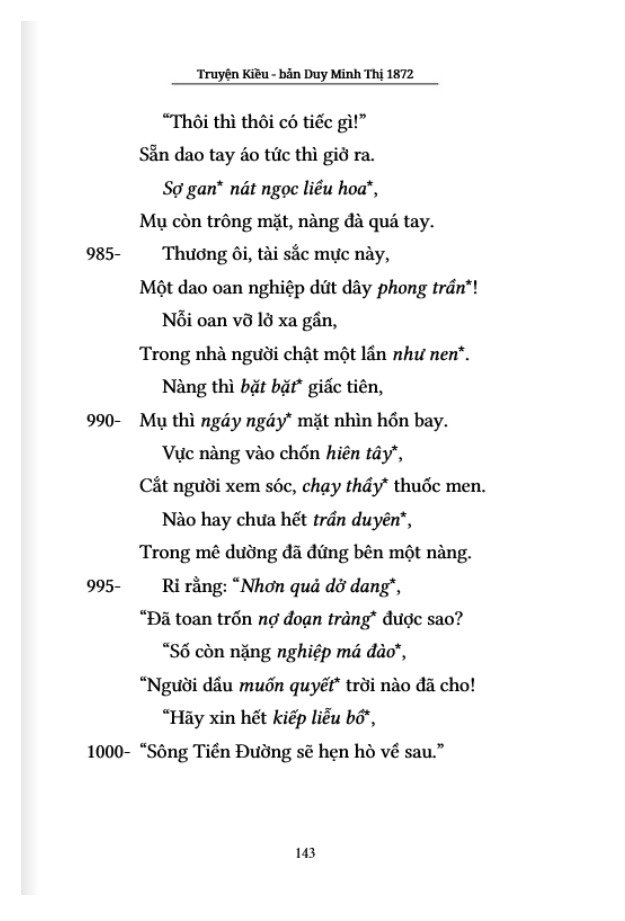 Truyện Kiều - bản Duy Minh Thị 1872
“Thôi thì thôi có tiếc gì!”
Sẵn dao tay áo tức thì giở ra.
Sợ gan* nát ngọc liều hoa*,
Mụ còn trông mặt, nàng đà quá tay.
985- Thương ôi, tài sắc mực này,
Một dao oan nghiệp dứt dây phong trần*!
Nỗi oan vỡ lở xa gần,
Trong nhà người chật một lần như nen*.
Nàng thì bặt bặt* giấc tiên,
990- Mụ thì ngáy ngáy* mặt nhìn hồn bay.
Vực nàng vào chốn hiên tây*,
Cắt người xem sóc, chạy thầy* thuốc men.
Nào hay chưa hết trần duyên*,
Trong mê dường đã đứng bên một nàng.
995- Rỉ rằng: “Nhơn quả dở dang*,
“Đã toan trốn nợ đoạn tràng* được sao?
“Số còn nặng nghiệp má đào*,
“Người dầu muốn quyết* trời nào đã cho!
“Hãy xin hết kiếp liễu bồ*,
1000- “Sông Tiền Đường sẽ hẹn hò về sau.”
143